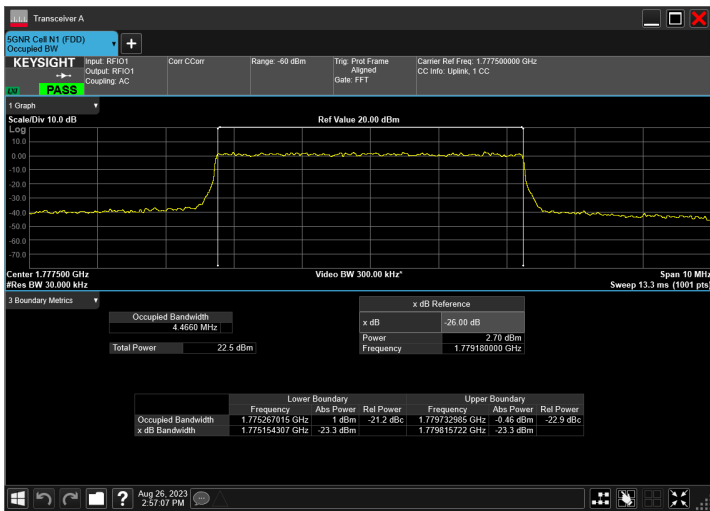 Transceiver A
5GNR Cell N1 (FDD)
Occupied BW
KEYSIGHT
LXI
PASS
Input: RFIO1
Output: RFIO1
Coupling: AC
Corr CCorr
Range: -60 dBm
Trig: Prot Frame
Aligned
Gate: FFT
Carrier Ref Freq: 1.777500000 GHz
CC Info: Uplink, 1 CC
1 Graph
Scale/Div 10.0 dB
Ref Value 20.00 dBm
Log
10.0
0.00
-10.0
-20.0
-30.0
-40.0
-50.0
-60.0
-70.0
Center 1.777500 GHz
Video BW 300.00 kHz*
Span 10 MHz
#Res BW 30.000 kHz
Sweep 13.3 ms (1001 pts)
3 Boundary Metrics
Occupied Bandwidth
4.4660 MHz
Total Power 22.5 dBm
x dB Reference
x dB -26.00 dB
Power 2.70 dBm
Frequency 1.779180000 GHz
Lower Boundary Upper Boundary
Frequency Abs Power Rel Power Frequency Abs Power Rel Power
Occupied Bandwidth 1.775267015 GHz 1 dBm -21.2 dBc 1.779732985 GHz -0.46 dBm -22.9 dBc
x dB Bandwidth 1.775154307 GHz -23.3 dBm 1.779815722 GHz -23.3 dBm
Aug 26, 2023
2:57:07 PM